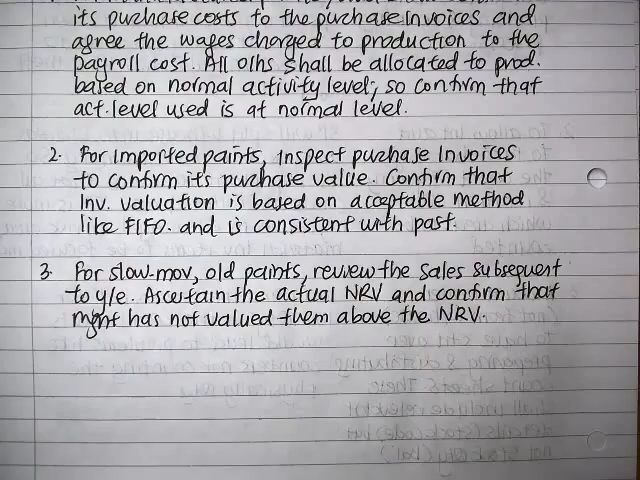 its purchase costs to the purchase invoices and
agree the wages charged to production to the
payroll cost. All o/hs shall be allocated to prod.
based on normal activity level, so confirm that
act. level used is at normal level.
2. For imported paints, inspect purchase Invoices
to confirm its purchase value. Confirm that
Inv. valuation is based on acceptable method
like FIFO. and is consistent with past.
3. For slow-mov, old paints, review the sales subsequent
to y/e. Ascertain the actual NRV and confirm that
mgnt has not valued them above the NRV.